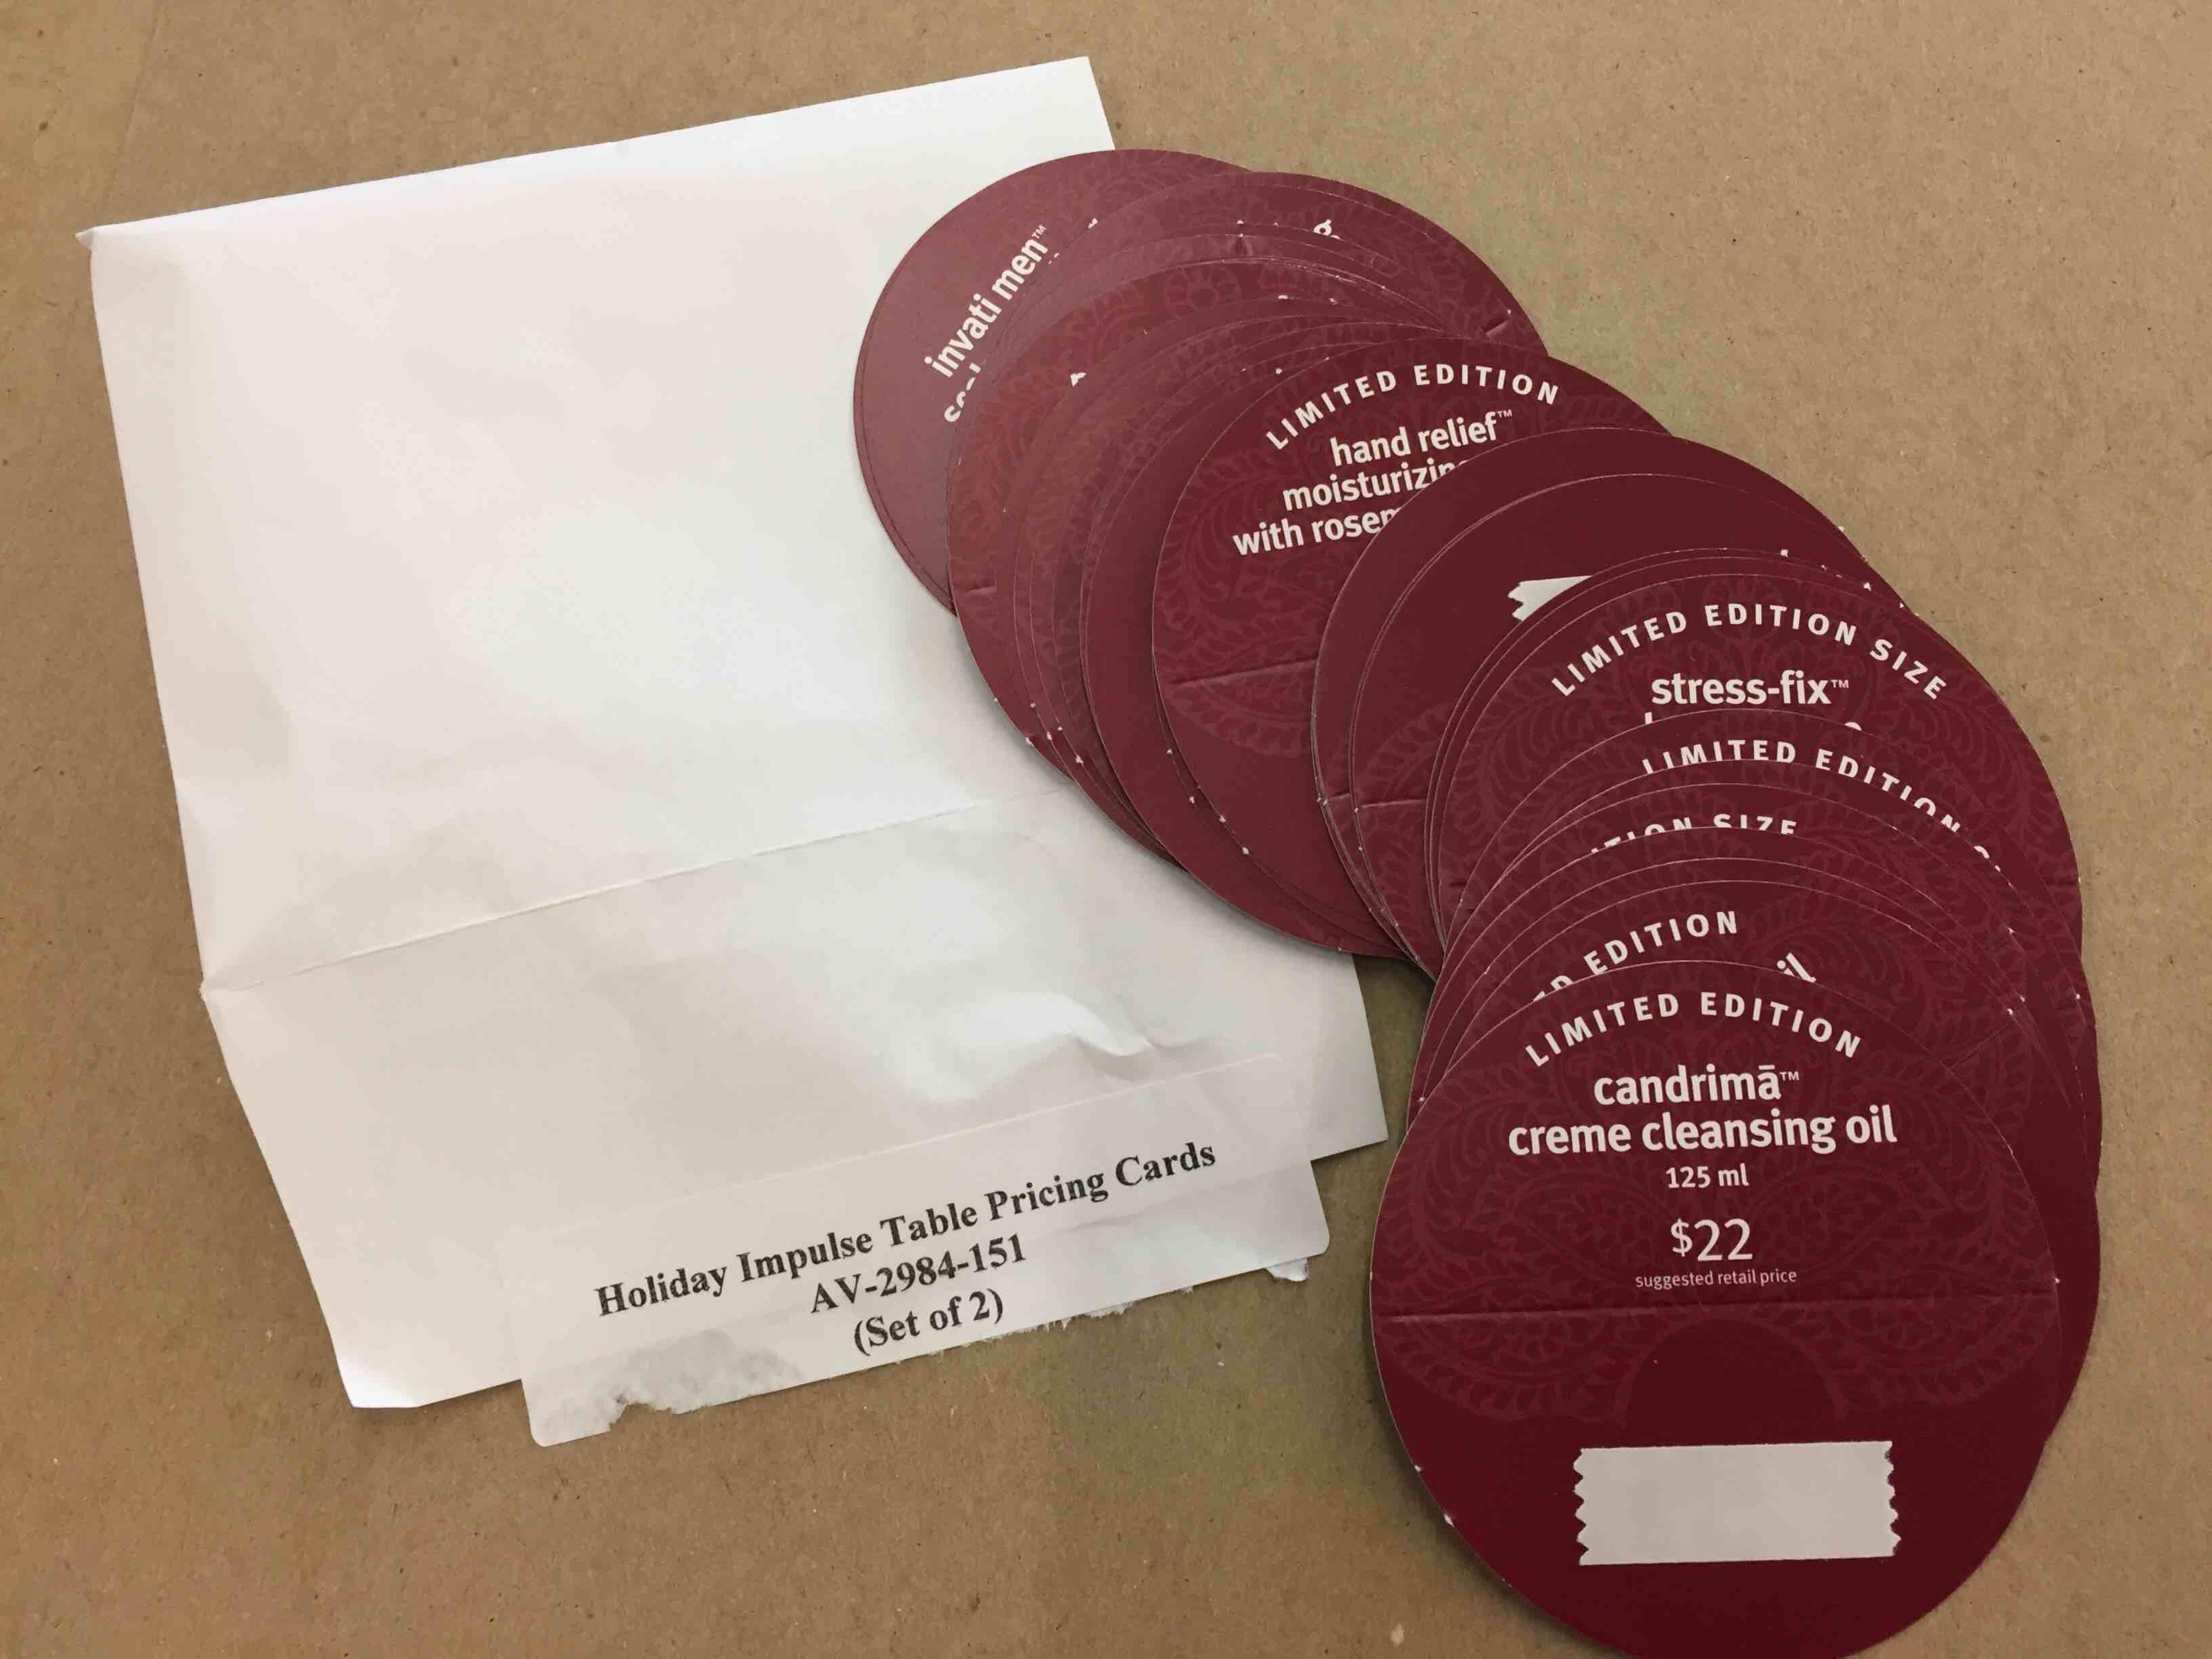 invati men™
LIMITED EDITION
hand relief™
with
LIMITED EDITION SIZE
stress-fix™
LIMITED EDITION
SIZE
EDITION
LIMITED EDITION
candrimā™
creme cleansing oil
125 ml
$22
suggested retail price
Holiday Impulse Table Pricing Cards
AV-2984-151
(Set of 2)